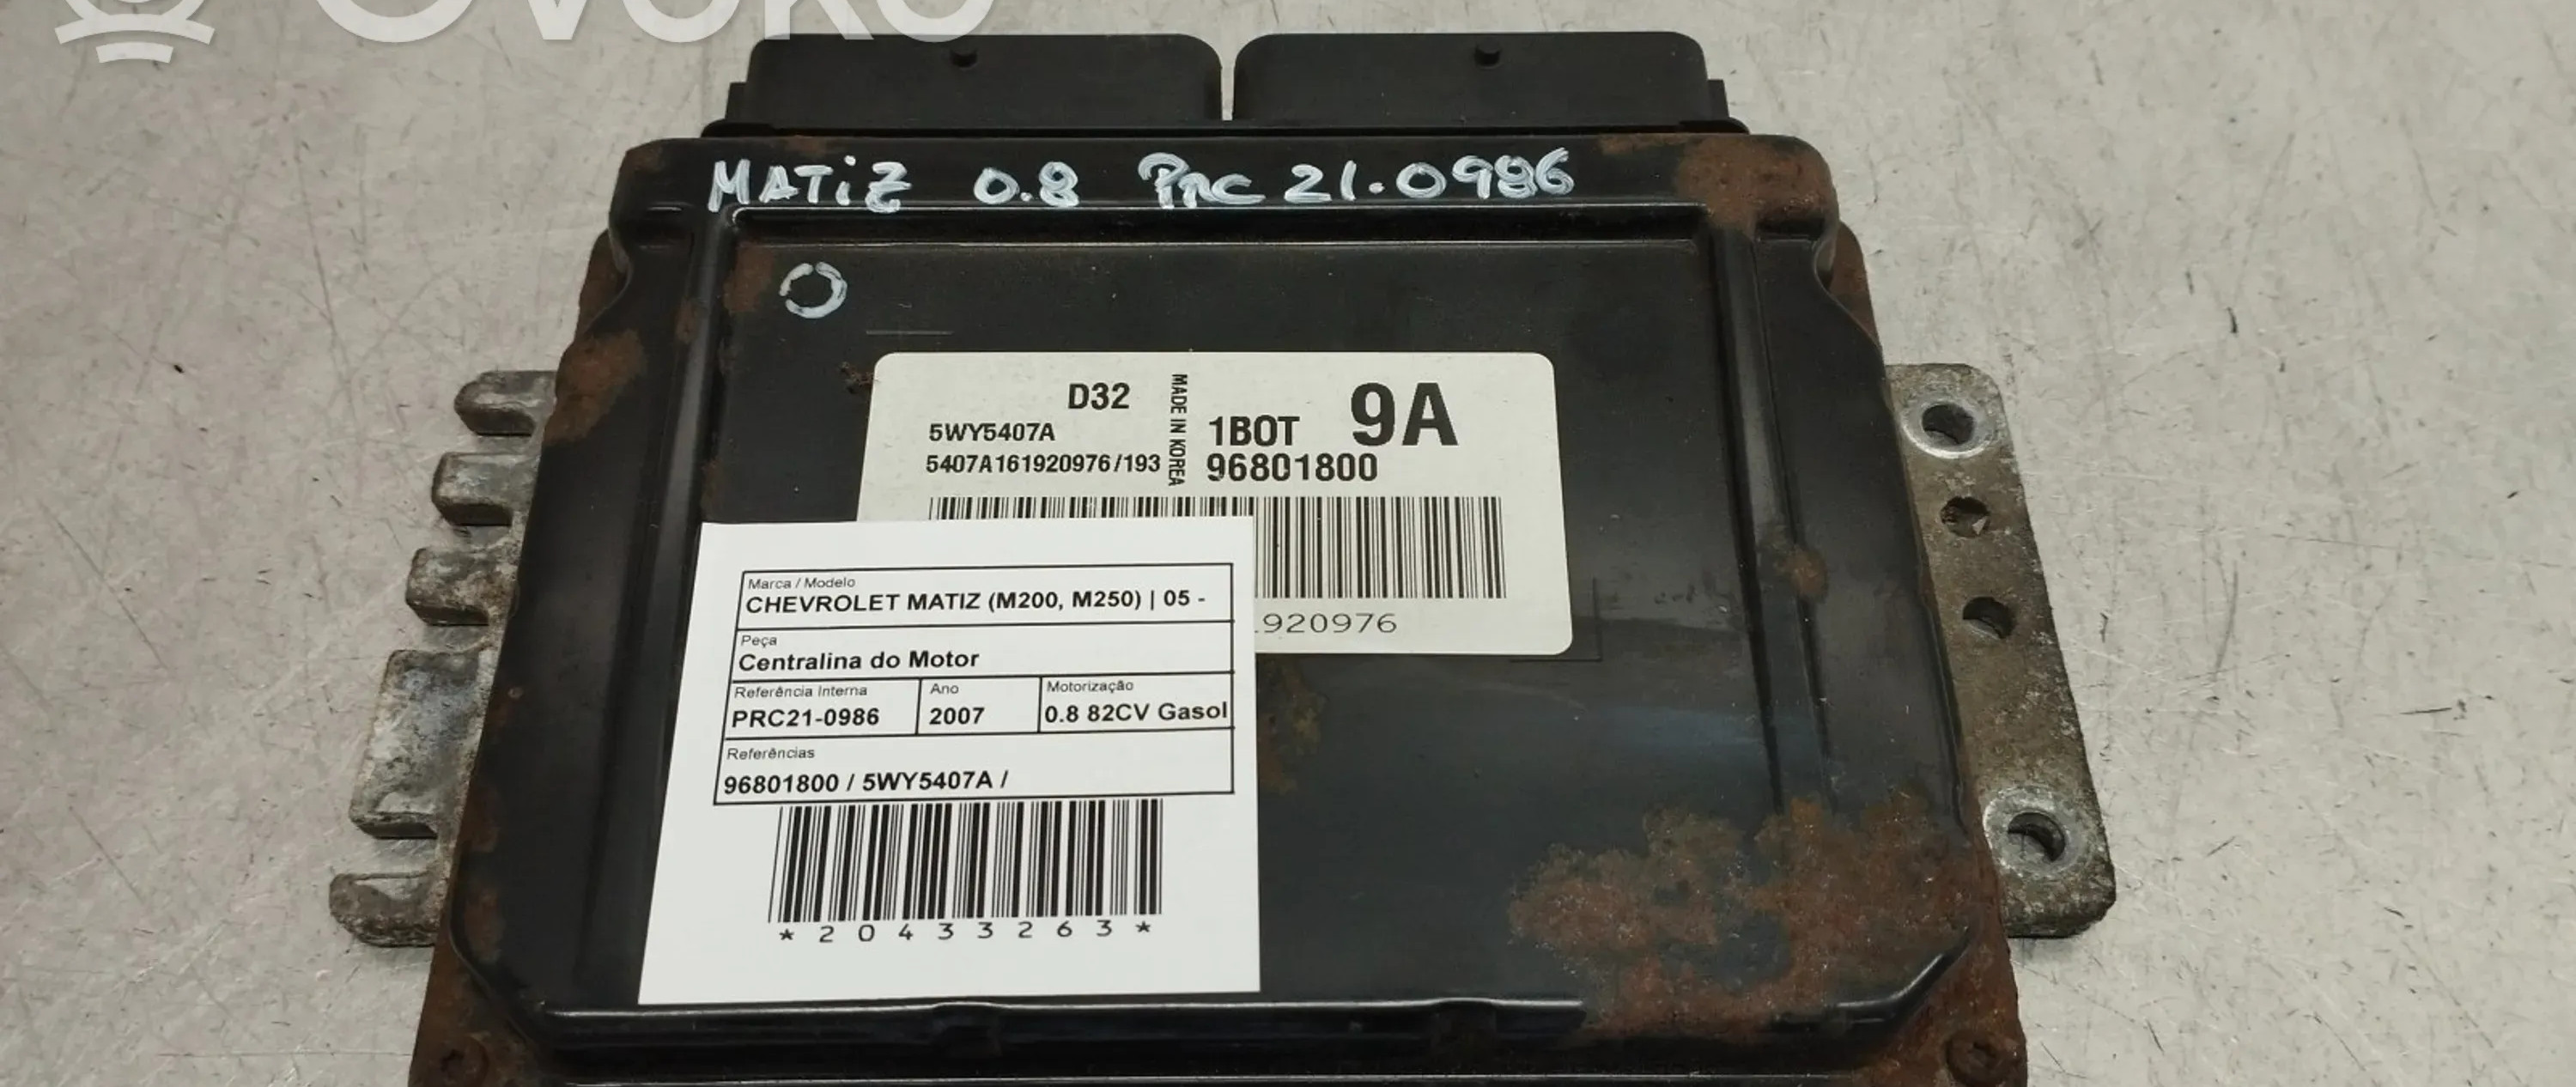 OVOKO
MATiZ 0.8 PRC 21.0986
D32
MADE IN KOREA
1BOT 9A
5WY5407A
5407A161920976/193
96801800
920976
Marca / Modelo
CHEVROLET MATIZ (M200, M250) | 05 -
Peça
Centralina do Motor
Referência Interna Ano Motorização
PRC21-0986 2007 0.8 82CV Gasol
Referências
96801800 / 5WY5407A /
*20433263*